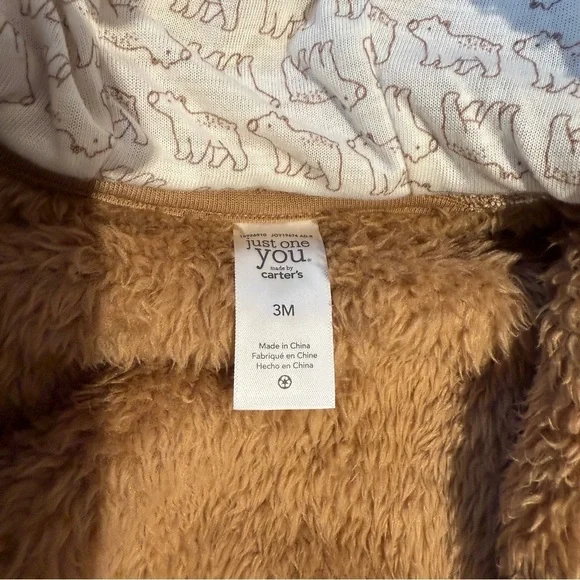 just one
you®
made by
carter's
3M
Made in China
Fabriqué en Chine
Hecho en China